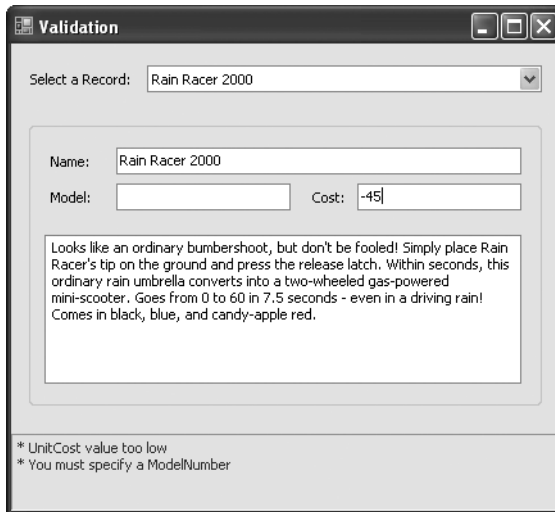 Validation
Select a Record: Rain Racer 2000
Name: Rain Racer 2000
Model: Cost: -45
Looks like an ordinary bumbershoot, but don't be fooled! Simply place Rain
Racer's tip on the ground and press the release latch. Within seconds, this
ordinary rain umbrella converts into a two-wheeled gas-powered
mini-scooter. Goes from 0 to 60 in 7.5 seconds - even in a driving rain!
Comes in black, blue, and candy-apple red.
* UnitCost value too low
* You must specify a ModelNumber